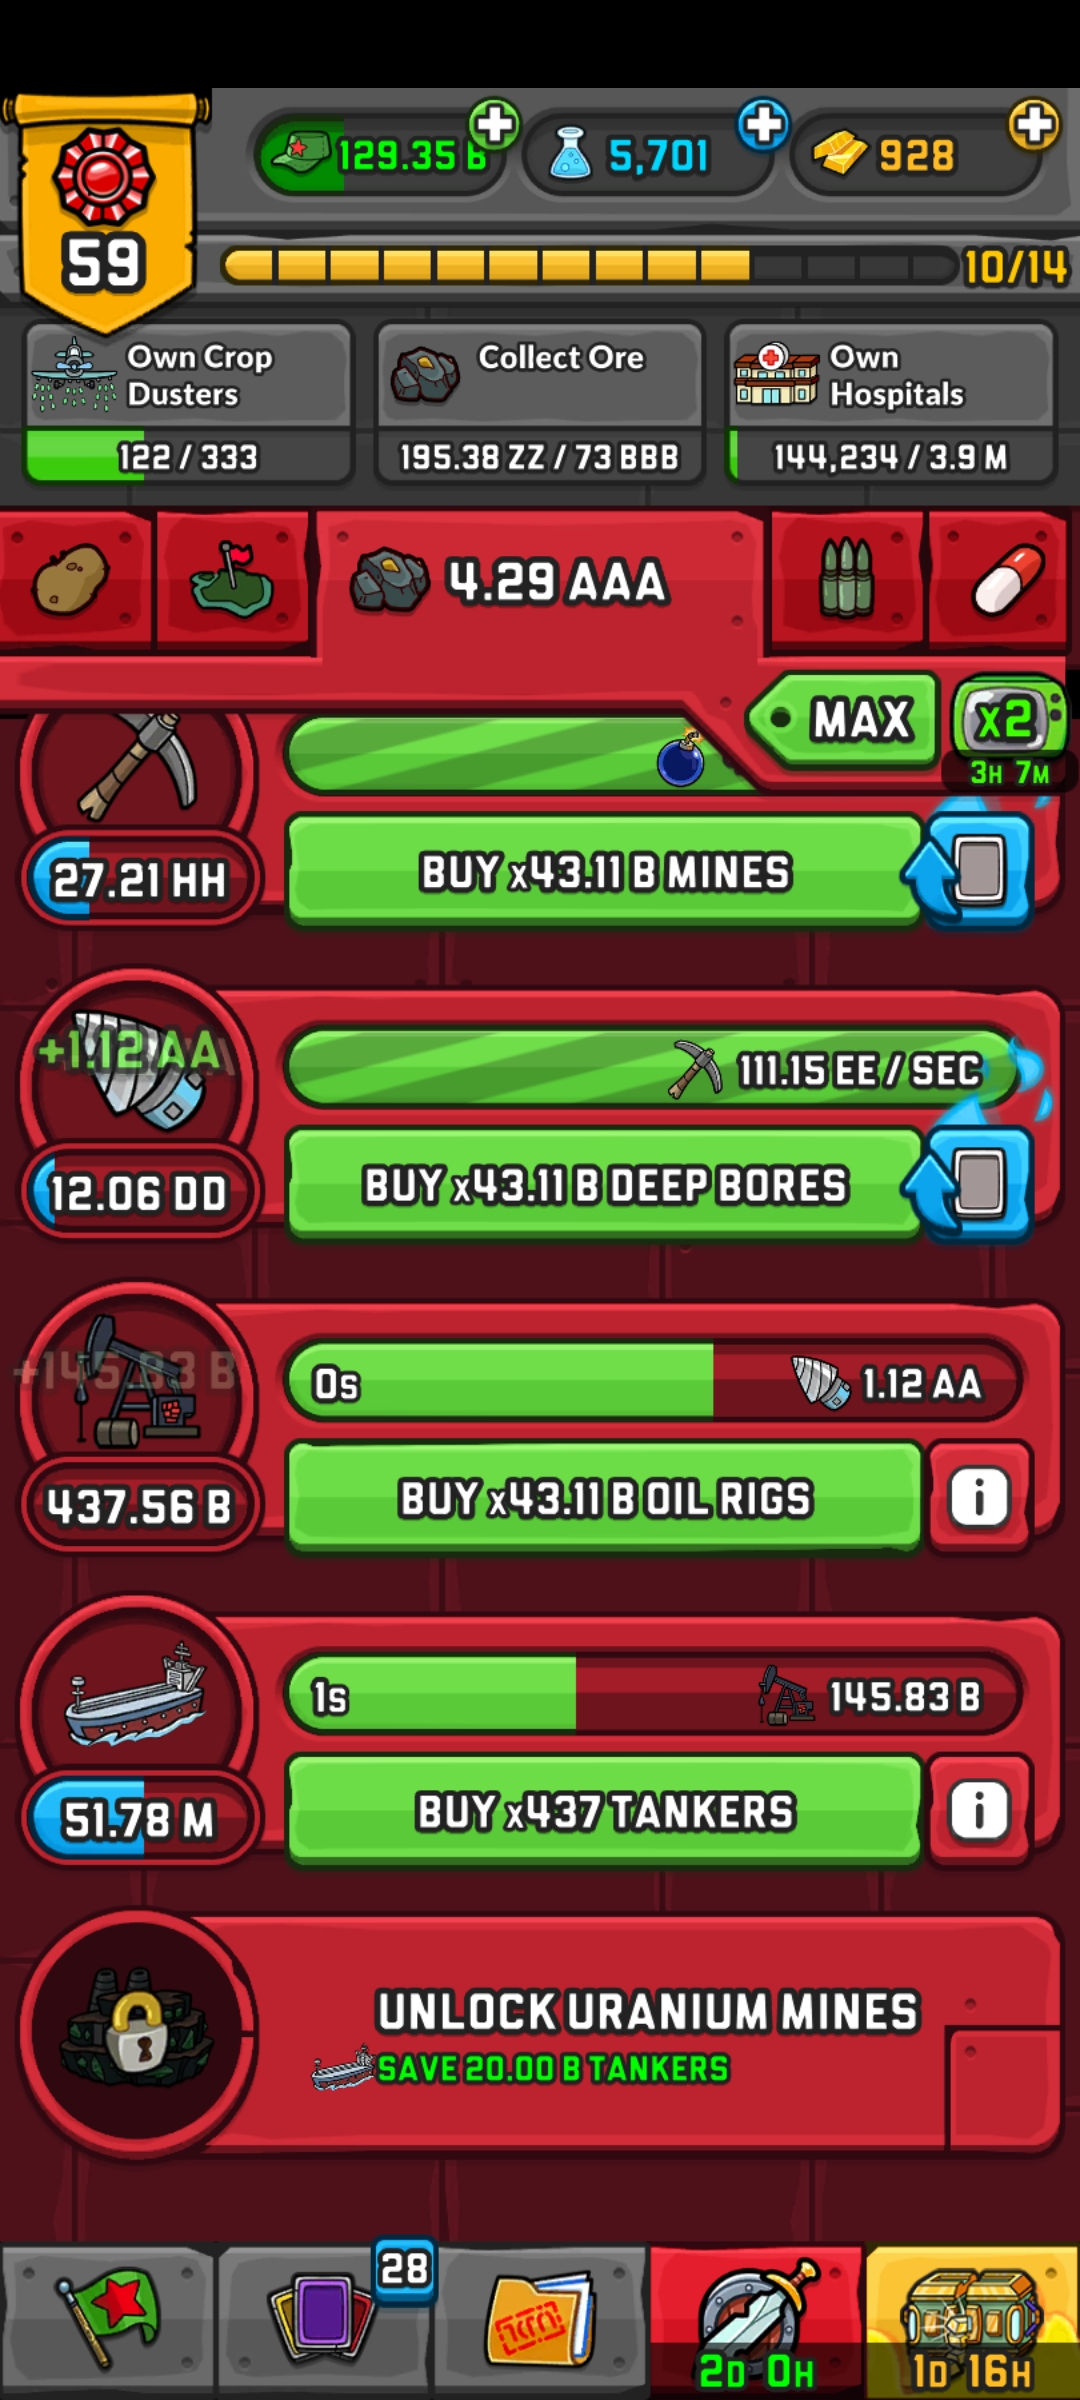 129.35 B
5,701
928
59
10/14
Own Crop
Dusters
122 / 333
Collect Ore
195.38 ZZ / 73 BBB
Own
Hospitals
144,234 / 3.9 M
4.29 AAA
MAX
x2
3H 7M
27.21 HH
BUY x43.11 B MINES
+1.12 AA
111.15 EE / SEC
12.06 DD
BUY x43.11 B DEEP BORES
+145.83 B
0s
1.12 AA
437.56 B
BUY x43.11 B OIL RIGS
i
1s
145.83 B
51.78 M
BUY x437 TANKERS
i
UNLOCK URANIUM MINES
SAVE 20.00 B TANKERS
28
2D 0H
1D 16H